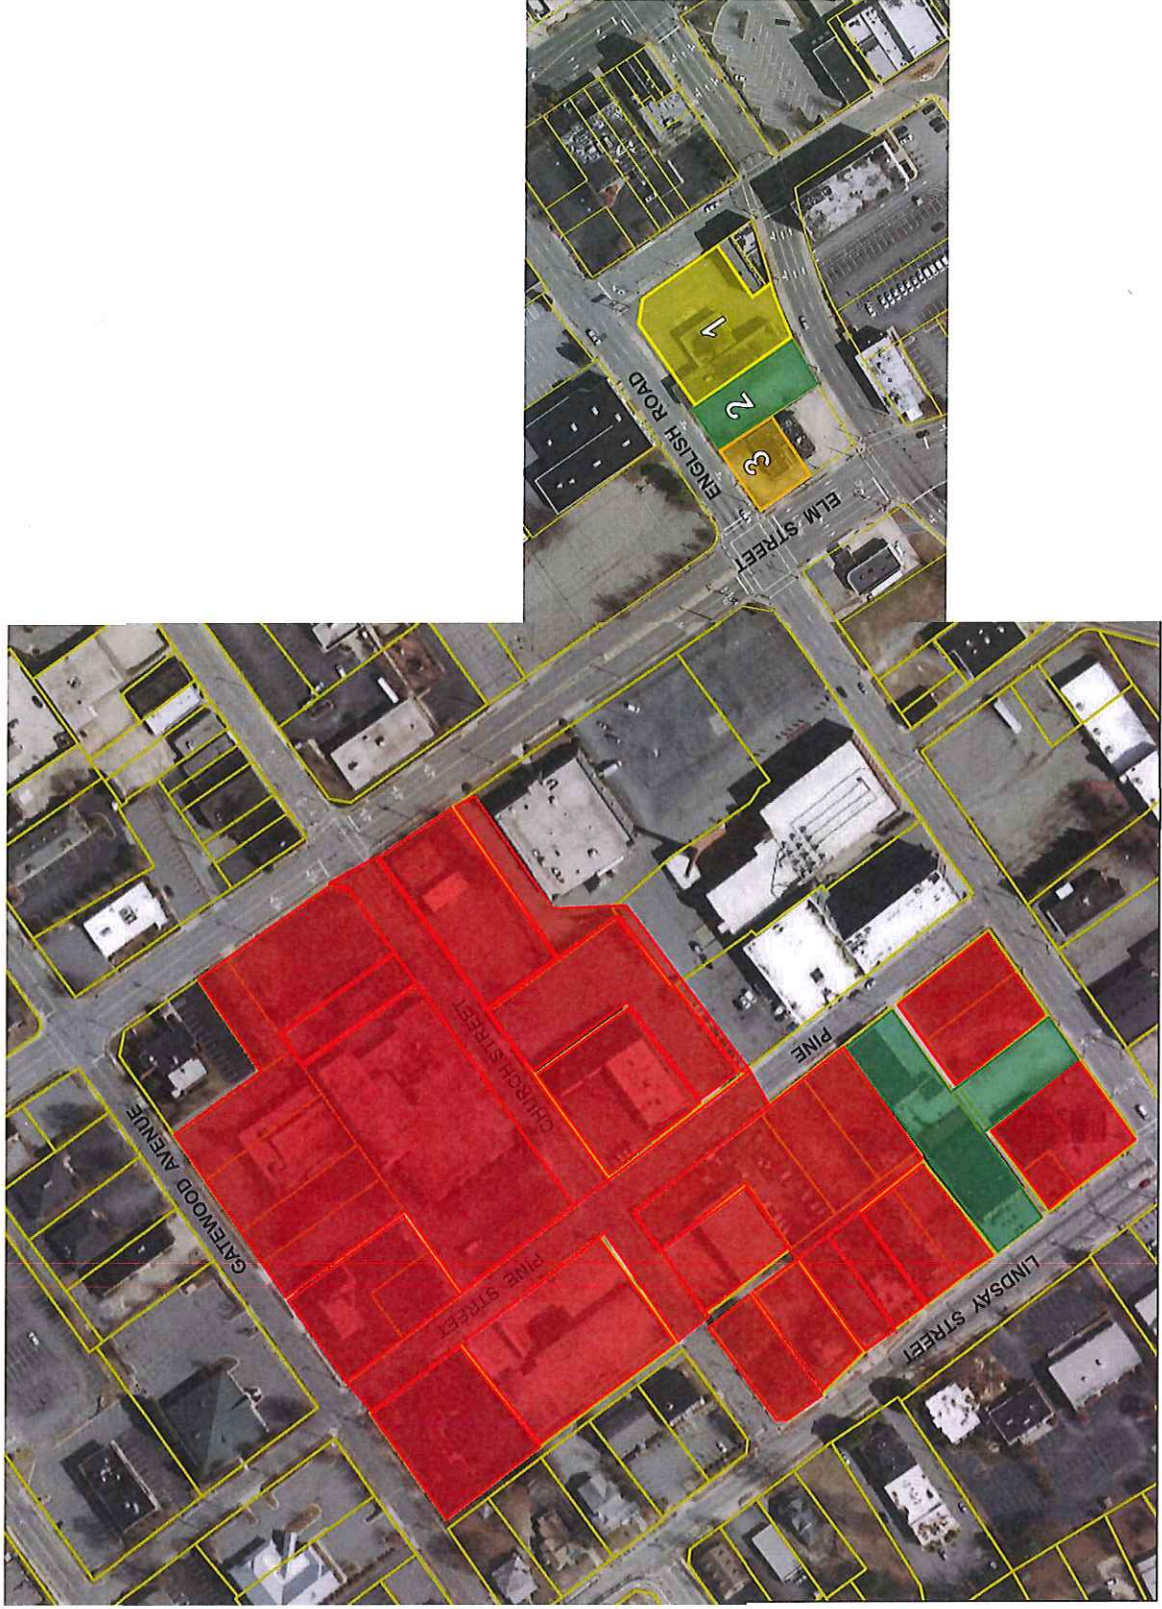 1
2
3
ENGLISH ROAD
ELM STREET
CHURCH STREET
PINE
GATEWOOD AVENUE
PINE STREET
LINDSAY STREET